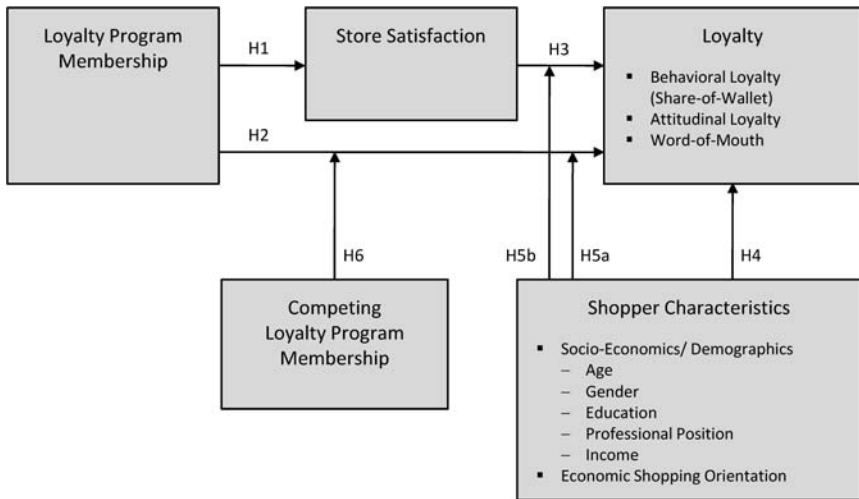 Loyalty Program
Membership
H1
Store Satisfaction
H3
Loyalty
▪ Behavioral Loyalty
(Share-of-Wallet)
▪ Attitudinal Loyalty
▪ Word-of-Mouth
H2
H6
H5b
H5a
H4
Competing
Loyalty Program
Membership
Shopper Characteristics
▪ Socio-Economics/ Demographics
– Age
– Gender
– Education
– Professional Position
– Income
▪ Economic Shopping Orientation